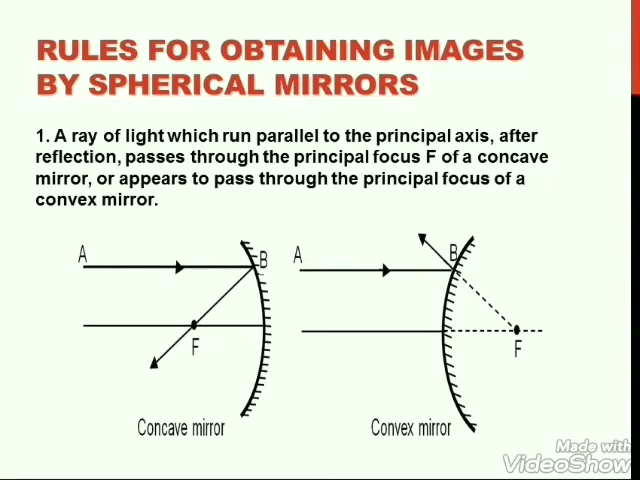 RULES FOR OBTAINING IMAGES
BY SPHERICAL MIRRORS
1. A ray of light which run parallel to the principal axis, after
reflection, passes through the principal focus F of a concave
mirror, or appears to pass through the principal focus of a
convex mirror.
A
B
F
Concave mirror
A
B
F
Convex mirror
Made with
VideoShow